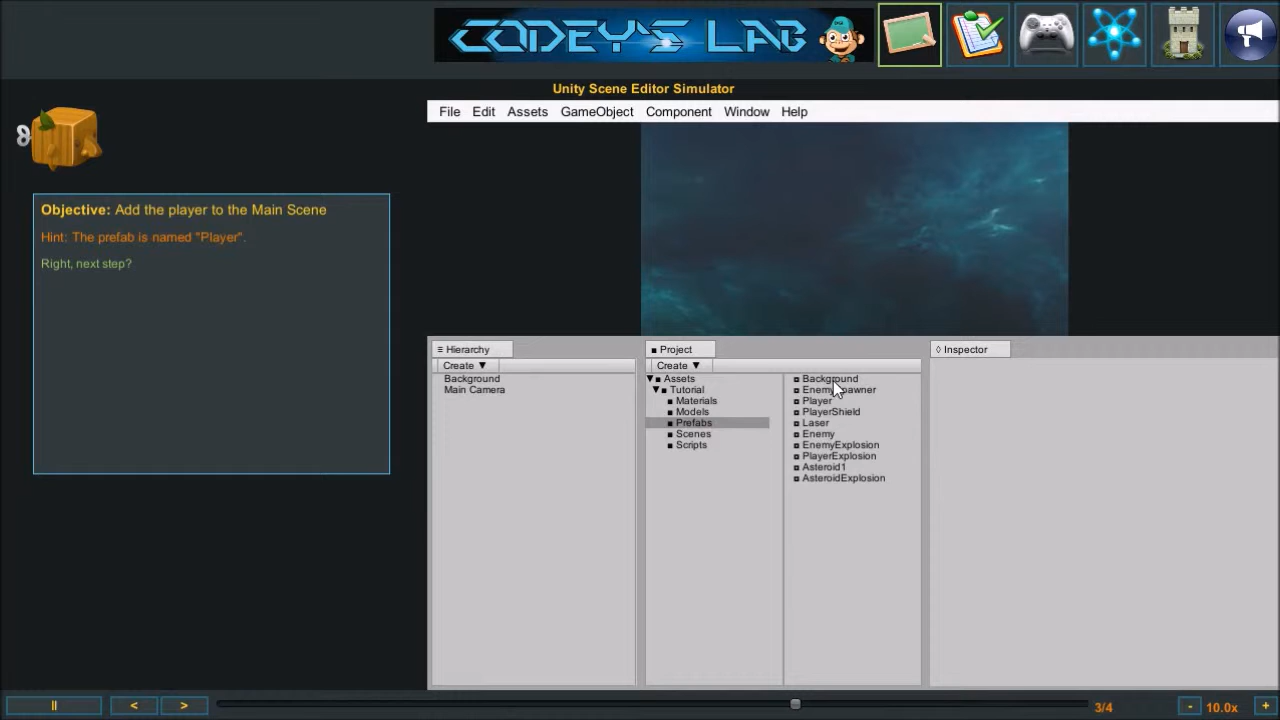 CODEY'S LAB
Unity Scene Editor Simulator
File Edit Assets GameObject Component Window Help
Objective: Add the player to the Main Scene
Hint: The prefab is named "Player".
Right, next step?
Hierarchy
Create ▼
Background
Main Camera
Project
Create ▼
Assets
Tutorial
Materials
Models
Prefabs
Scenes
Scripts
Background
EnemySpawner
Player
PlayerShield
Laser
Enemy
EnemyExplosion
PlayerExplosion
Asteroid1
AsteroidExplosion
Inspector
II < > 3/4 - 10.0x +